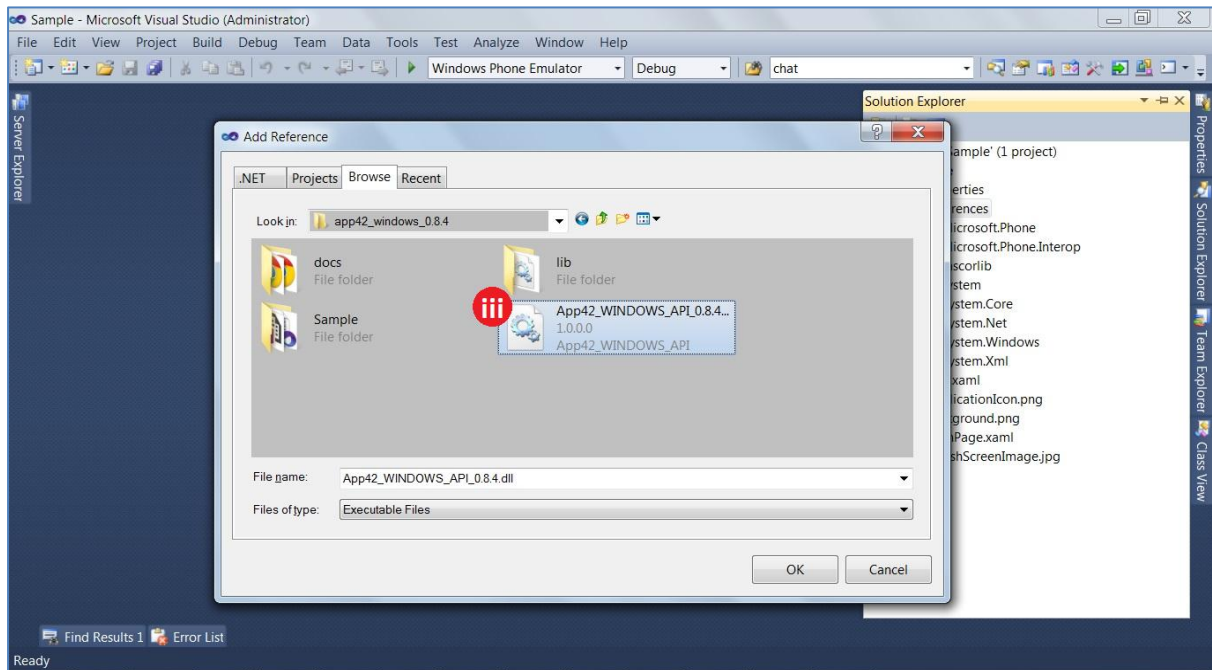 Sample - Microsoft Visual Studio (Administrator)
File Edit View Project Build Debug Team Data Tools Test Analyze Window Help
Windows Phone Emulator Debug chat
Server Explorer
Solution Explorer
Add Reference
.NET Projects Browse Recent
Look in: app42_windows_0.8.4
docs
File folder
lib
File folder
Sample
File folder
iii
App42_WINDOWS_API_0.8.4...
1.0.0.0
App42_WINDOWS_API
File name: App42_WINDOWS_API_0.8.4.dll
Files of type: Executable Files
OK Cancel
ample' (1 project)
erties
rences
icrosoft.Phone
icrosoft.Phone.Interop
scorlib
ystem
ystem.Core
ystem.Net
ystem.Windows
ystem.Xml
xaml
icationIcon.png
ground.png
Page.xaml
shScreenImage.jpg
Properties
Solution Explorer
Team Explorer
Class View
Find Results 1 Error List
Ready